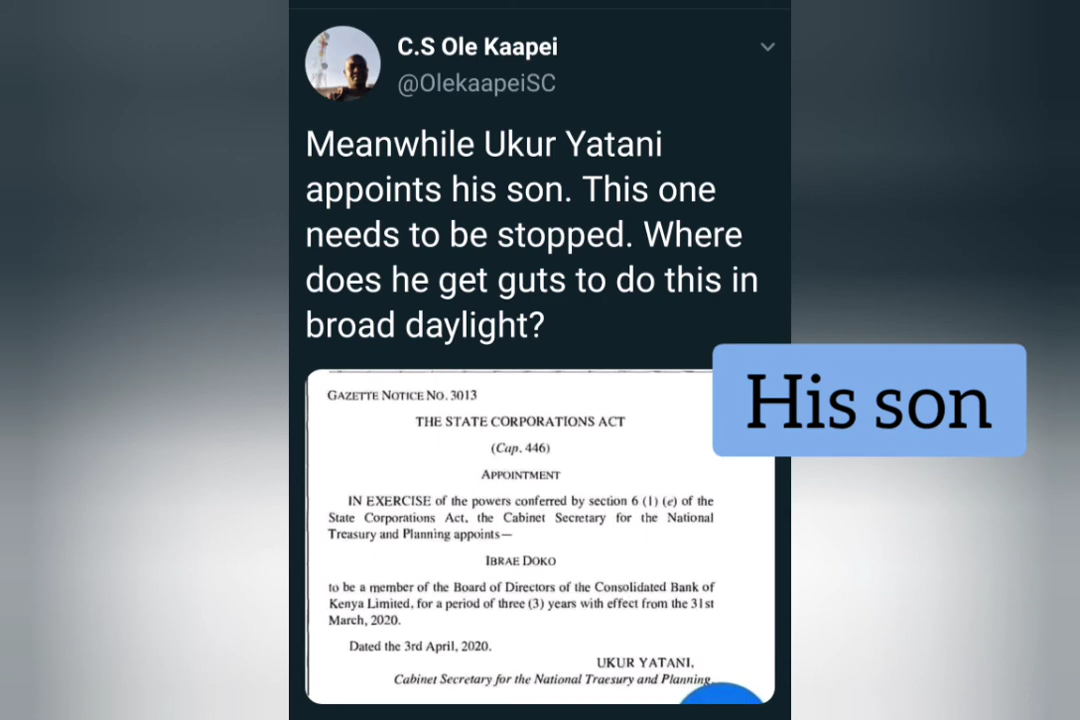 C.S Ole Kaapei
@OlekaapeiSC
Meanwhile Ukur Yatani
appoints his son. This one
needs to be stopped. Where
does he get guts to do this in
broad daylight?
His son
GAZETTE NOTICE NO. 3013
THE STATE CORPORATIONS ACT
(Cap. 446)
APPOINTMENT
IN EXERCISE of the powers conferred by section 6 (1) (e) of the
State Corporations Act, the Cabinet Secretary for the National
Treasury and Planning appoints—
IBRAE DOKO
to be a member of the Board of Directors of the Consolidated Bank of
Kenya Limited, for a period of three (3) years with effect from the 31st
March, 2020.
Dated the 3rd April, 2020.
UKUR YATANI,
Cabinet Secretary for the National Traesury and Planning.